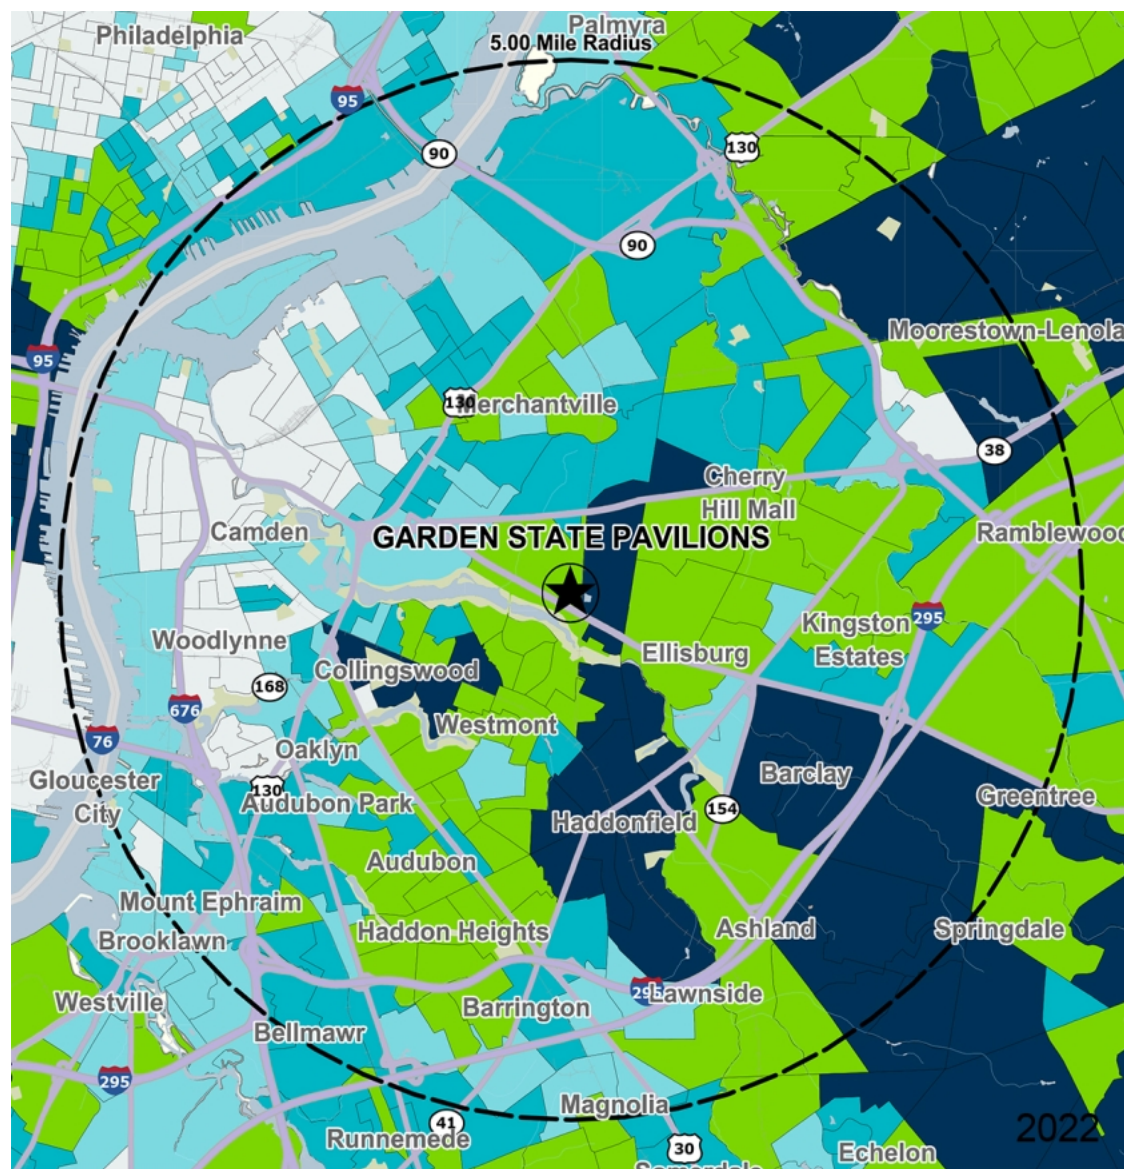 Palmyra
Philadelphia
5.00 Mile Radius
95
90
130
90
Moorestown-Lenola
95
130
Merchantville
38
Cherry
Hill Mall
Camden
GARDEN STATE PAVILIONS
Ramblewood
295
Kingston
Estates
Woodlynne
Ellisburg
Collingswood
168
676
Westmont
76
Oaklyn
Gloucester
City
130
Audubon Park
Barclay
Greentree
154
Haddonfield
Audubon
Mount Ephraim
Haddon Heights
Ashland
Springdale
Brooklawn
295
Lawnside
Westville
Barrington
Bellmawr
295
Magnolia
41
2022
Runnemede
30
Echelon
Somerdale